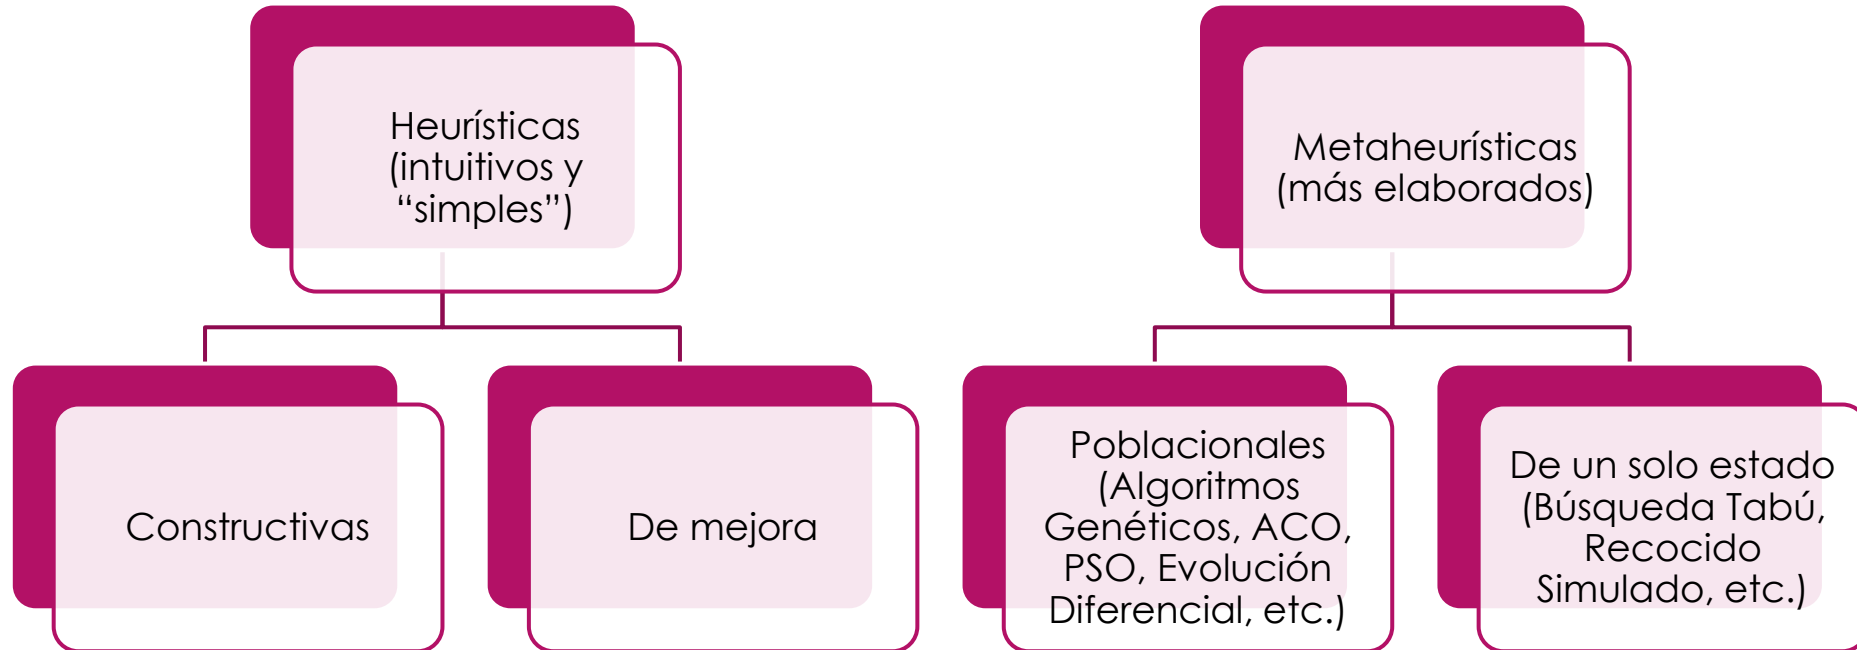 Heurísticas
(intuitivos y
“simples”)
Metaheurísticas
(más elaborados)
Constructivas
De mejora
Poblacionales
(Algoritmos
Genéticos, ACO,
PSO, Evolución
Diferencial, etc.)
De un solo estado
(Búsqueda Tabú,
Recocido
Simulado, etc.)